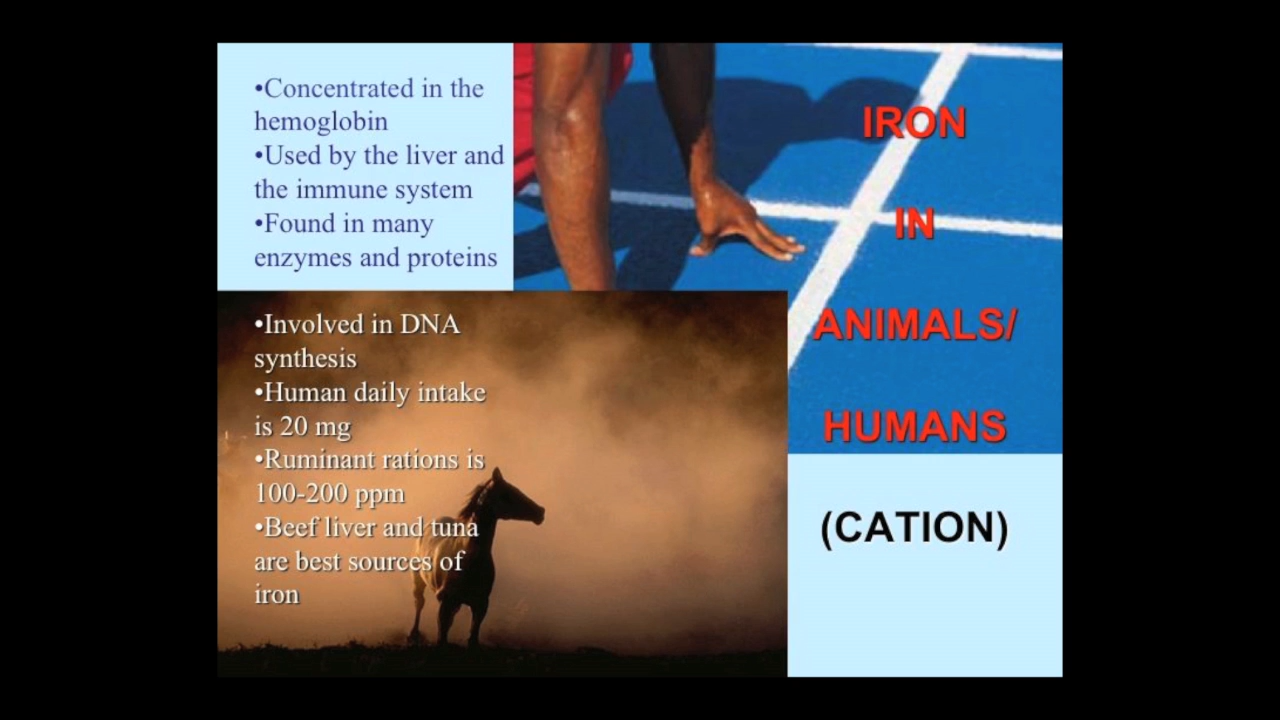 •Concentrated in the
hemoglobin
•Used by the liver and
the immune system
•Found in many
enzymes and proteins
•Involved in DNA
synthesis
•Human daily intake
is 20 mg
•Ruminant rations is
100-200 ppm
•Beef liver and tuna
are best sources of
iron
IRON
IN
ANIMALS/
HUMANS
(CATION)